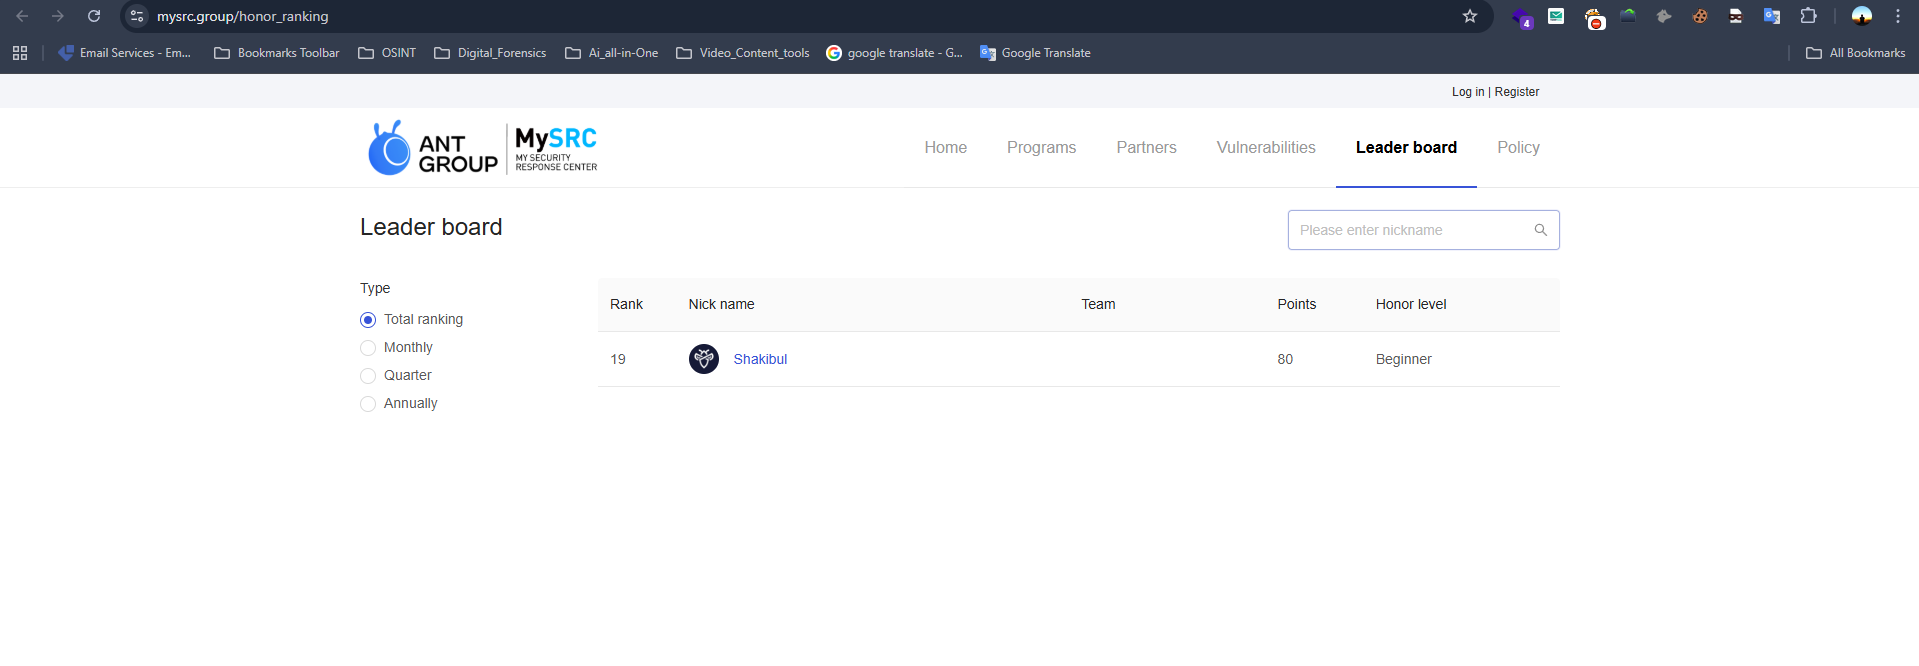 mysrc.group/honor_ranking
4
Email Services - Em... Bookmarks Toolbar OSINT Digital_Forensics Ai_all-in-One Video_Content_tools google translate - G... Google Translate All Bookmarks
Log in | Register
ANT GROUP
MySRC
MY SECURITY
RESPONSE CENTER
Home Programs Partners Vulnerabilities Leader board Policy
Leader board
Please enter nickname
Type
Total ranking
Monthly
Quarter
Annually
Rank Nick name Team Points Honor level
19 Shakibul 80 Beginner